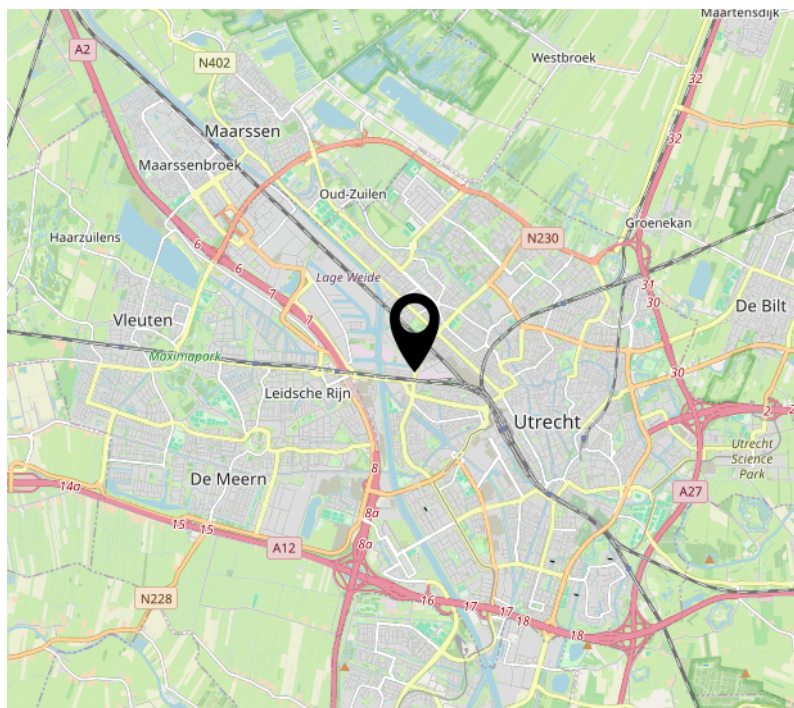 Maartensdijk
A2
N402
Westbroek
32
Maarssen
32
Maarssenbroek
Oud-Zuilen
Groenekan
Haarzuilens
6
N230
6
Lage Weide
7
31
30
De Bilt
Vleuten
7
Maximapark
30
Leidsche Rijn
2
2
Utrecht
Utrecht
Science
Park
8
De Meern
14a
A27
8a
15
15
8a
A12
16
N228
17
17
18
18